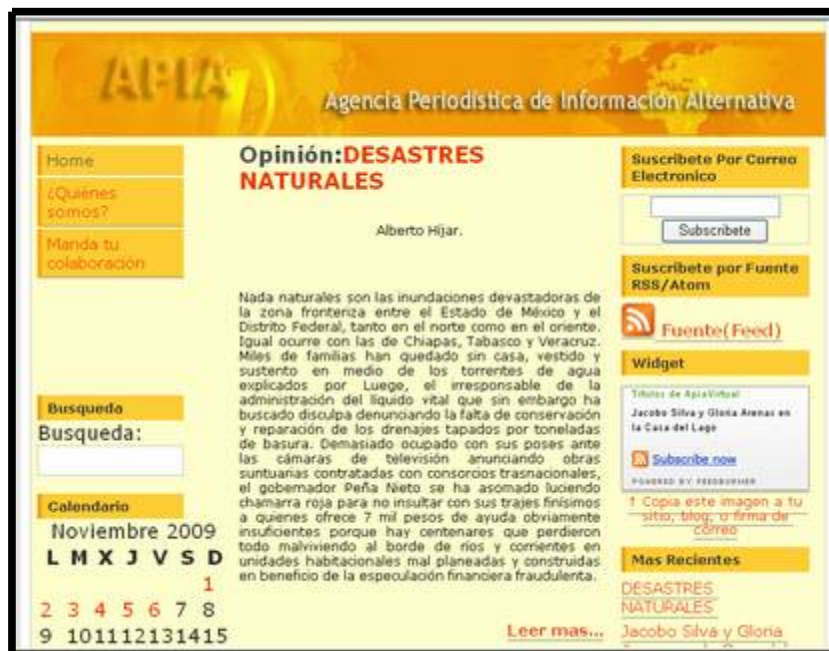 APIA
Agencia Periodística de Información Alternativa
Home
¿Quiénes
somos?
Manda tu
colaboración
Busqueda
Busqueda:
Calendario
Noviembre 2009
L M X J V S D
1
2 3 4 5 6 7 8
9 10 11 12 13 14 15
Opinión:DESASTRES
NATURALES
Alberto Híjar.
Nada naturales son las inundaciones devastadoras de
la zona fronteriza entre el Estado de México y el
Distrito Federal, tanto en el norte como en el oriente.
Igual ocurre con las de Chiapas, Tabasco y Veracruz.
Miles de familias han quedado sin casa, vestido y
sustento en medio de los torrentes de agua
explicados por Luege, el irresponsable de la
administración del líquido vital que sin embargo ha
buscado disculpa denunciando la falta de conservación
y reparación de los drenajes tapados por toneladas
de basura. Demasiado ocupado con sus poses ante
las cámaras de televisión anunciando obras
suntuarias contratadas con consorcios trasnacionales,
el gobernador Peña Nieto se ha asomado luciendo
chamarra roja para no insultar con sus trajes finísimos
a quienes ofrece 7 mil pesos de ayuda obviamente
insuficientes porque hay centenares que perdieron
todo malviviendo al borde de ríos y corrientes en
unidades habitacionales mal planeadas y construidas
en beneficio de la especulación financiera fraudulenta.
Leer mas...
Suscribete Por Correo
Electronico
Subscribete
Suscribete por Fuente
RSS/Atom
Fuente(Feed)
Widget
Titulos de ApiaVirtual
Jacobo Silva y Gloria Arenas en
la Casa del Lago
Subscribe now
POWERED BY FEEDBURNER
↑ Copia este imagen a tu
sitio, blog, o firma de
correo
Mas Recientes
DESASTRES
NATURALES
Jacobo Silva y Gloria